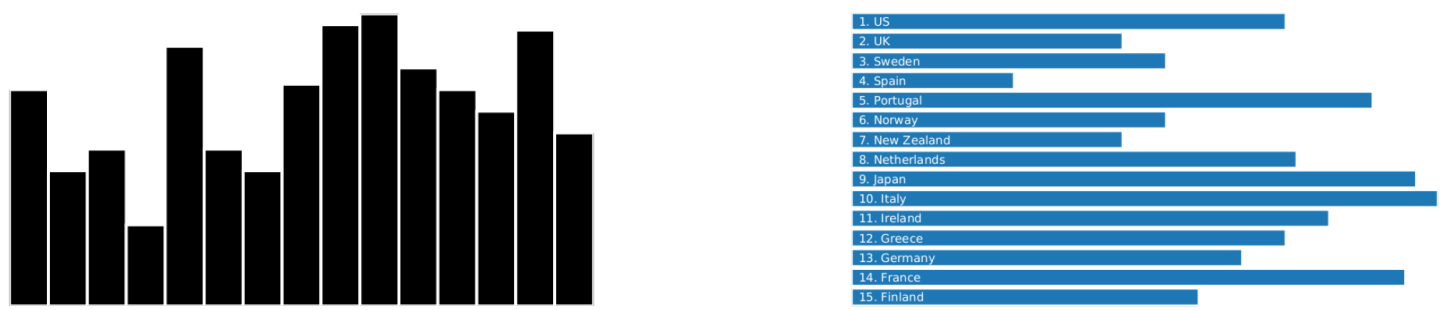 1. US
2. UK
3. Sweden
4. Spain
5. Portugal
6. Norway
7. New Zealand
8. Netherlands
9. Japan
10. Italy
11. Ireland
12. Greece
13. Germany
14. France
15. Finland